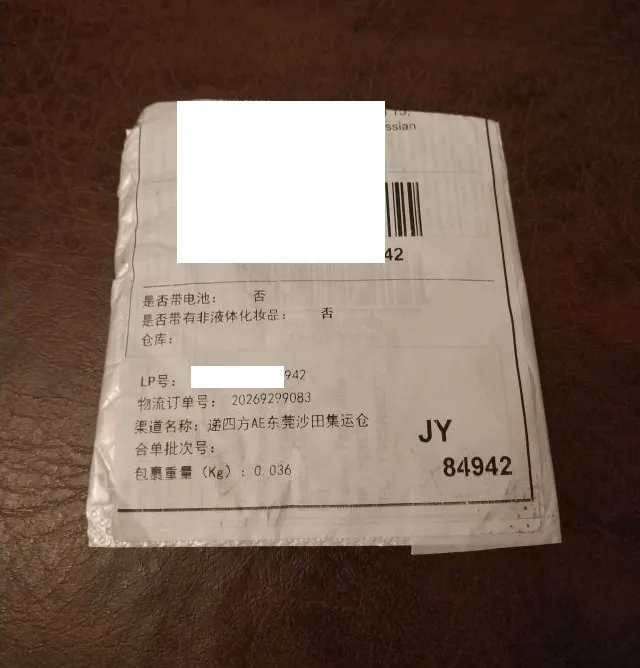 15,
ssian
42
是否带电池： 否
是否带有非液体化妆品： 否
仓库：
LP号： 942
物流订单号： 20269299083
渠道名称：递四方AE东莞沙田集运仓
合单批次号：
包裹重量（Kg）：0.036
JY
84942